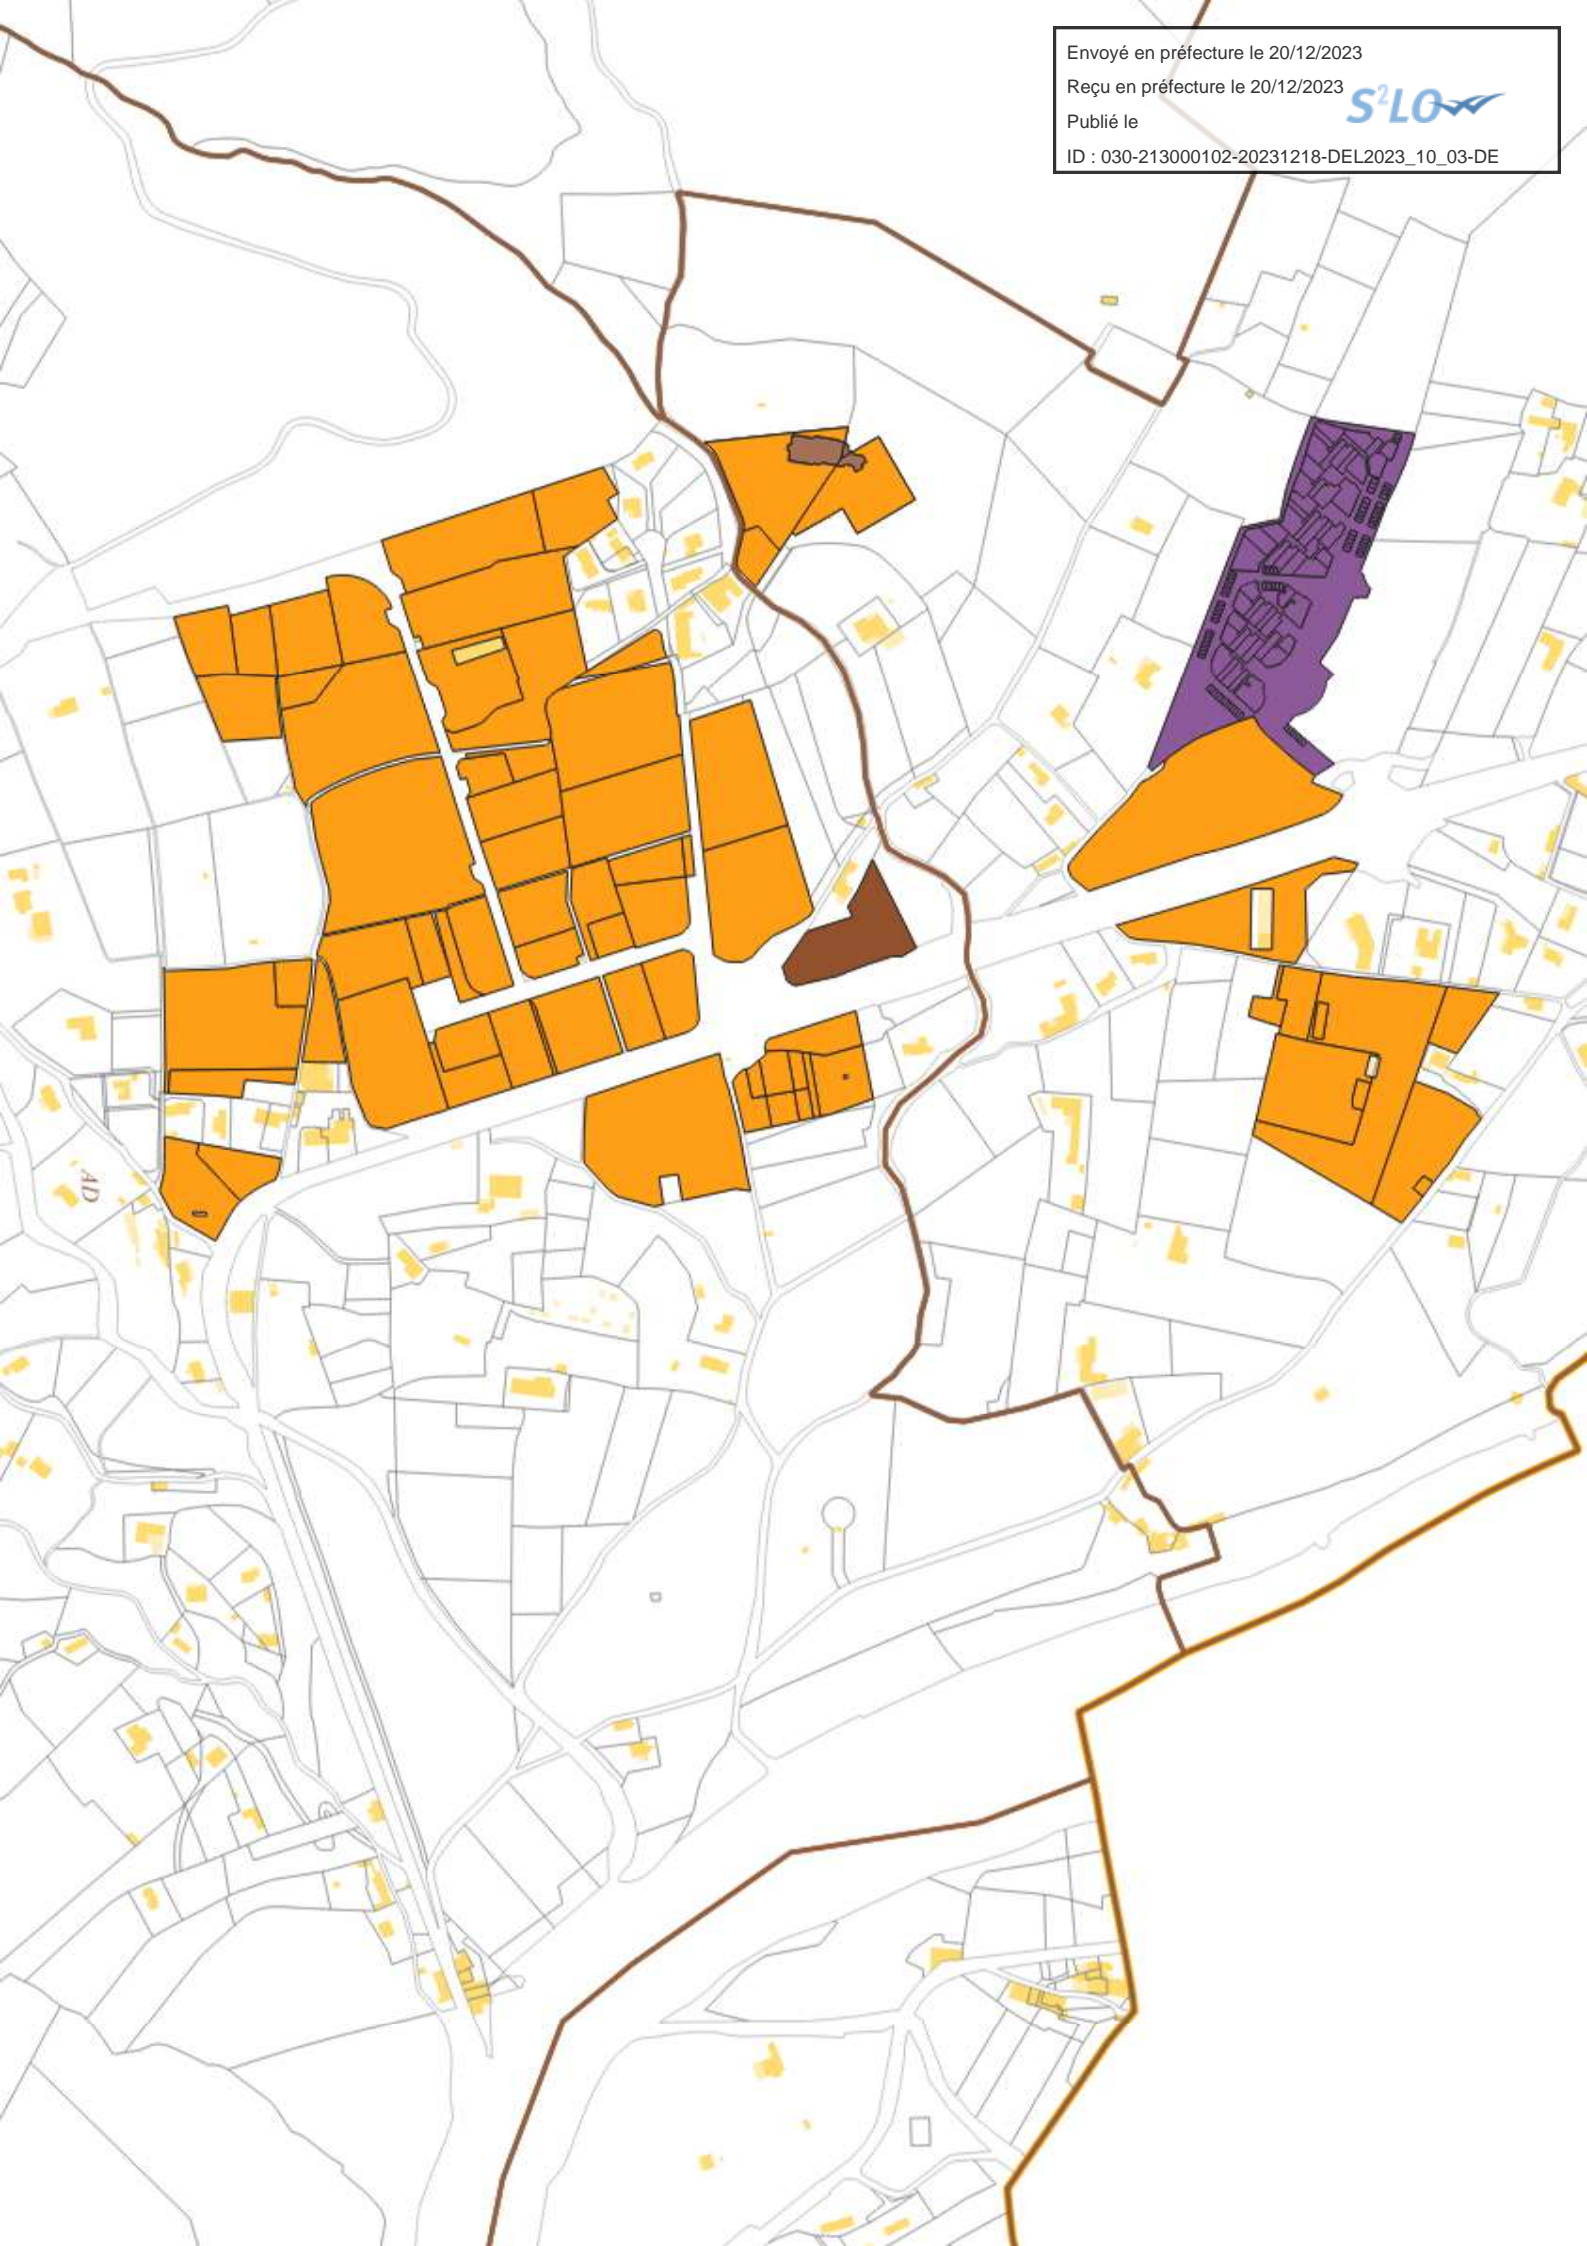 Envoyé en préfecture le 20/12/2023
Reçu en préfecture le 20/12/2023
S²LO
Publié le
ID : 030-213000102-20231218-DEL2023_10_03-DE
AD